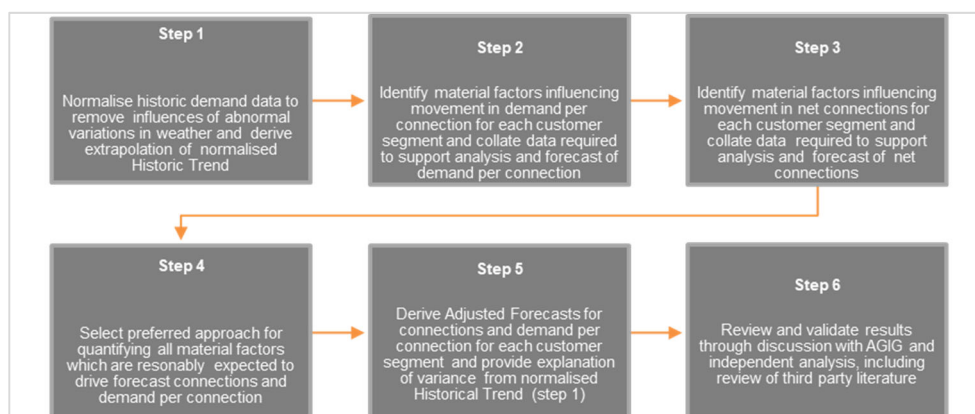 Step 1
Normalise historic demand data to
remove influences of abnormal
variations in weather and derive
extrapolation of normalised
Historic Trend
Step 2
Identify material factors influencing
movement in demand per
connection for each customer
segment and collate data required
to support analysis and forecast of
demand per connection
Step 3
Identify material factors influencing
movement in net connections for
each customer segment and
collate data required to support
analysis and forecast of net
connections
Step 4
Select preferred approach for
quantifying all material factors
which are resonably expected to
drive forecast connections and
demand per connection
Step 5
Derive Adjusted Forecasts for
connections and demand per
connection for each customer
segment and provide explanation
of variance from normalised
Historical Trend (step 1)
Step 6
Review and validate results
through discussion with AGIG and
independent analysis, including
review of third party literature